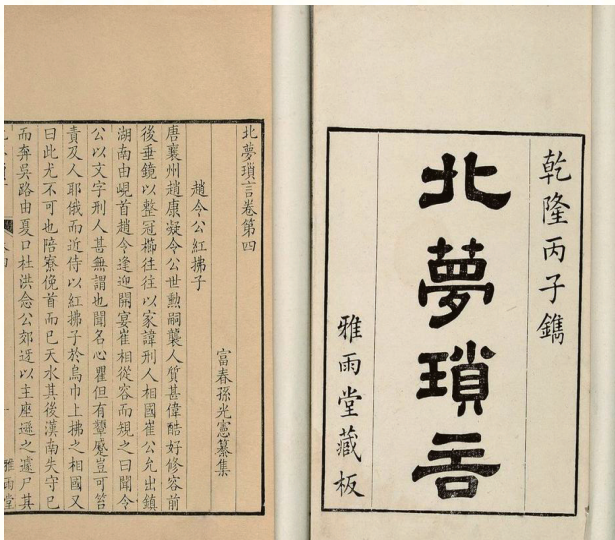 乾隆丙子鐫
北夢瑣言
雅雨堂藏板
北夢瑣言卷第四
富春孫光憲纂集
趙令公紅拂子
唐襄州趙康凝令公世勳嗣襲人質甚偉酷好修容前
後垂鏡以整冠櫛往往以家諱刑人相國崔公允出鎮
湖南由峴首趙令逢迎開宴崔相從容而規之曰聞令
公以文字刑人甚無謂也聞名心瞿但有顰蹙豈可笞
責及人耶俄而近侍以紅拂子於烏巾上拂之相國又
曰此尤不可也陪寮俛首而已天水其後漢南失守已
而奔吳路由夏口杜洪念公郊迓以主座遜之遽尸其
雅雨堂